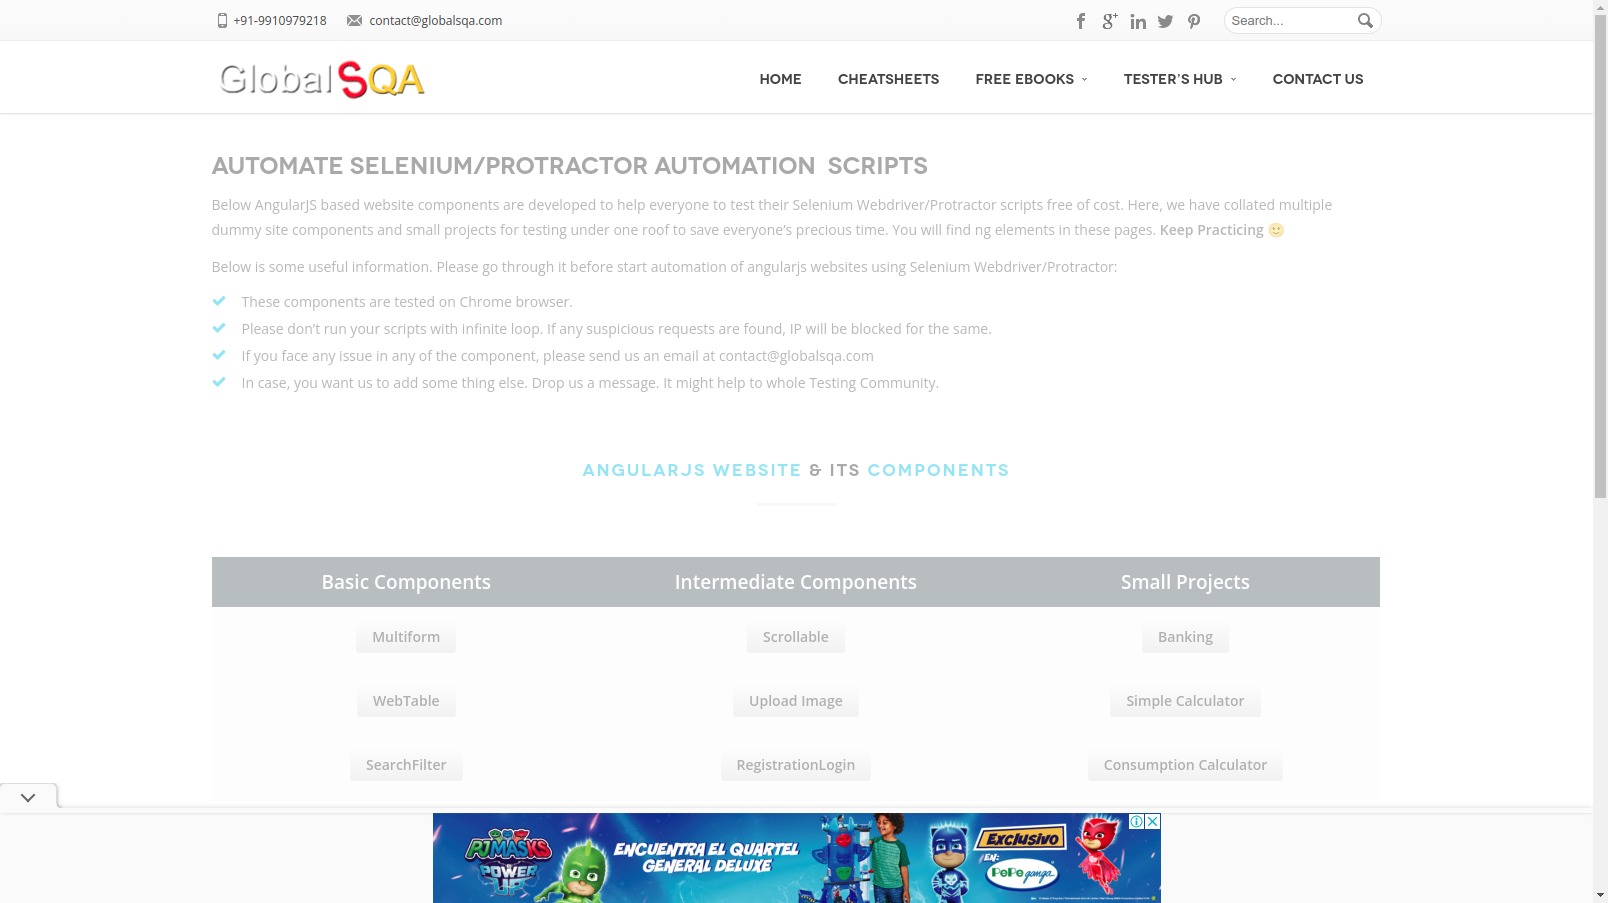 +91-9910979218 contact@globalsqa.com Search...
GlobalSQA HOME CHEATSHEETS FREE EBOOKS TESTER'S HUB CONTACT US
AUTOMATE SELENIUM/PROTRACTOR AUTOMATION SCRIPTS
Below AngularJS based website components are developed to help everyone to test their Selenium Webdriver/Protractor scripts free of cost. Here, we have collated multiple
dummy site components and small projects for testing under one roof to save everyone's precious time. You will find ng elements in these pages. Keep Practicing 🙂
Below is some useful information. Please go through it before start automation of angularjs websites using Selenium Webdriver/Protractor:
These components are tested on Chrome browser.
Please don't run your scripts with infinite loop. If any suspicious requests are found, IP will be blocked for the same.
If you face any issue in any of the component, please send us an email at contact@globalsqa.com
In case, you want us to add some thing else. Drop us a message. It might help to whole Testing Community.
ANGULARJS WEBSITE & ITS COMPONENTS
Basic Components Intermediate Components Small Projects
Multiform Scrollable Banking
WebTable Upload Image Simple Calculator
SearchFilter RegistrationLogin Consumption Calculator
PJMASKS
POWER
UP
ENCUENTRA EL QUARTEL
GENERAL DELUXE
EXCLUSIVO
EN:
PePe ganga